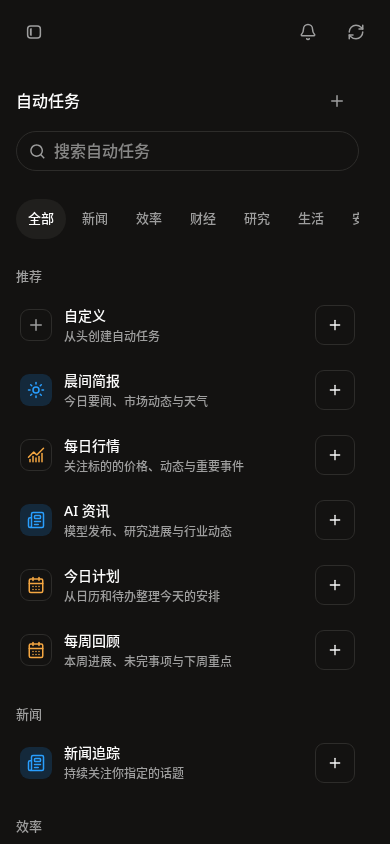 自动任务
搜索自动任务
全部 新闻 效率 财经 研究 生活
推荐
自定义
从头创建自动任务
晨间简报
今日要闻、市场动态与天气
每日行情
关注标的的价格、动态与重要事件
AI 资讯
模型发布、研究进展与行业动态
今日计划
从日历和待办整理今天的安排
每周回顾
本周进展、未完事项与下周重点
新闻
新闻追踪
持续关注你指定的话题
效率